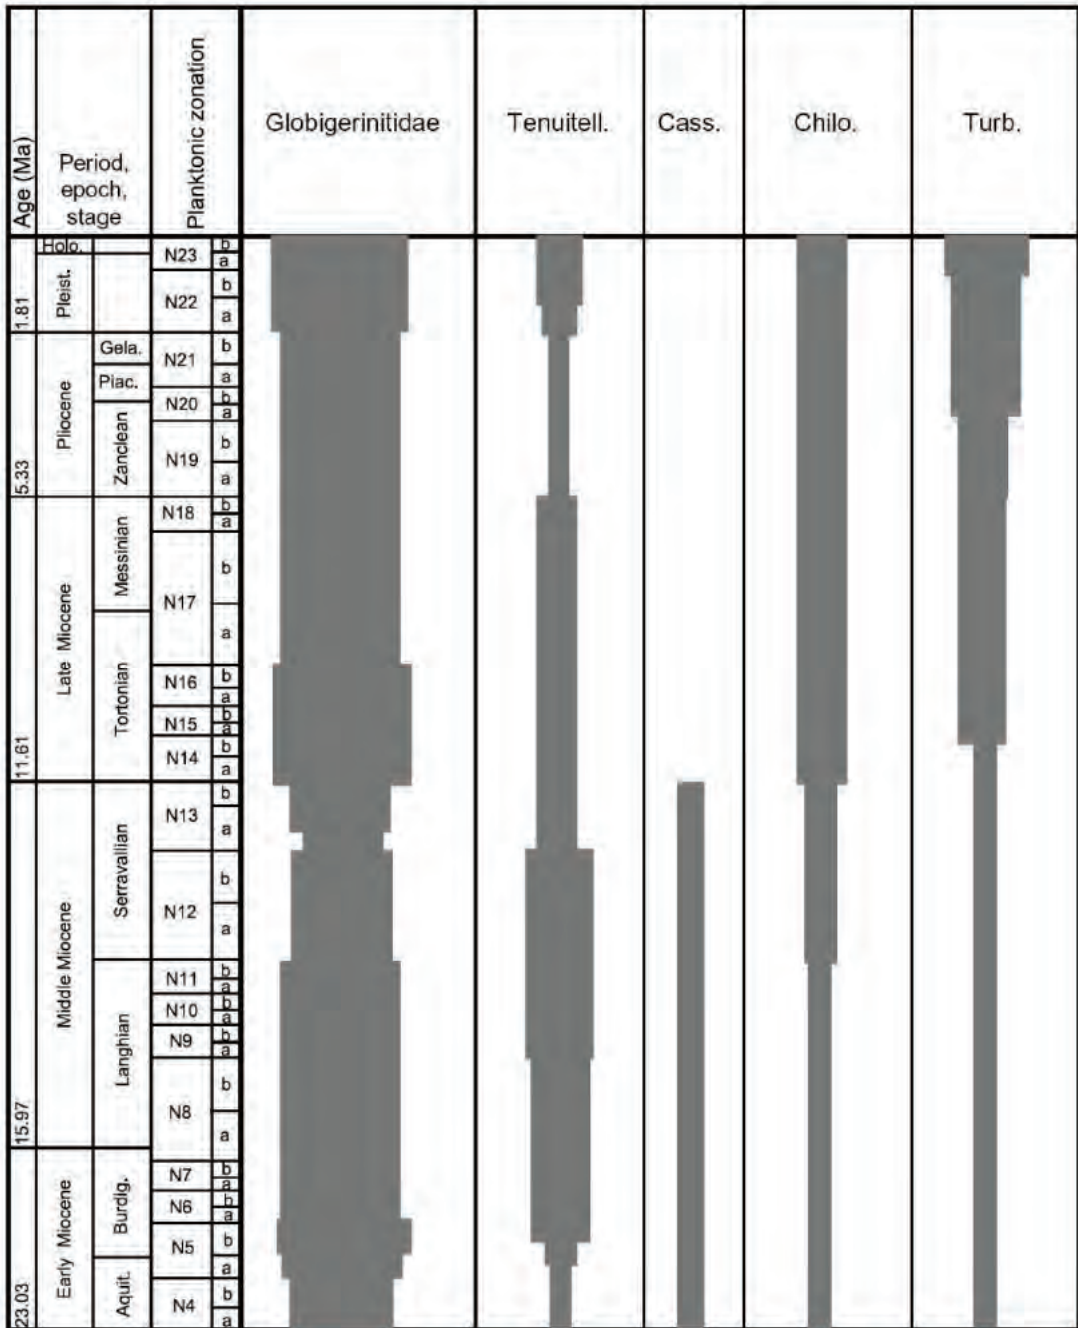 Age (Ma)
Period,
epoch,
stage
Planktonic zonation
Globigerinitidae
Tenuitell.
Cass.
Chilo.
Turb.
Holo.
Pleist.
1.81
Pliocene
Gela.
Piac.
Zanclean
5.33
Late Miocene
Messinian
Tortonian
11.61
Middle Miocene
Serravallian
Langhian
15.97
Early Miocene
Burdlg.
Aquit.
23.03
N23 b
a
N22 b
a
N21 b
a
N20 b
a
N19 b
a
N18 b
a
N17 b
a
N16 b
a
N15 b
a
N14 b
a
N13 b
a
N12 b
a
N11 b
a
N10 b
a
N9 b
a
N8 b
a
N7 b
a
N6 b
a
N5 b
a
N4 b
a